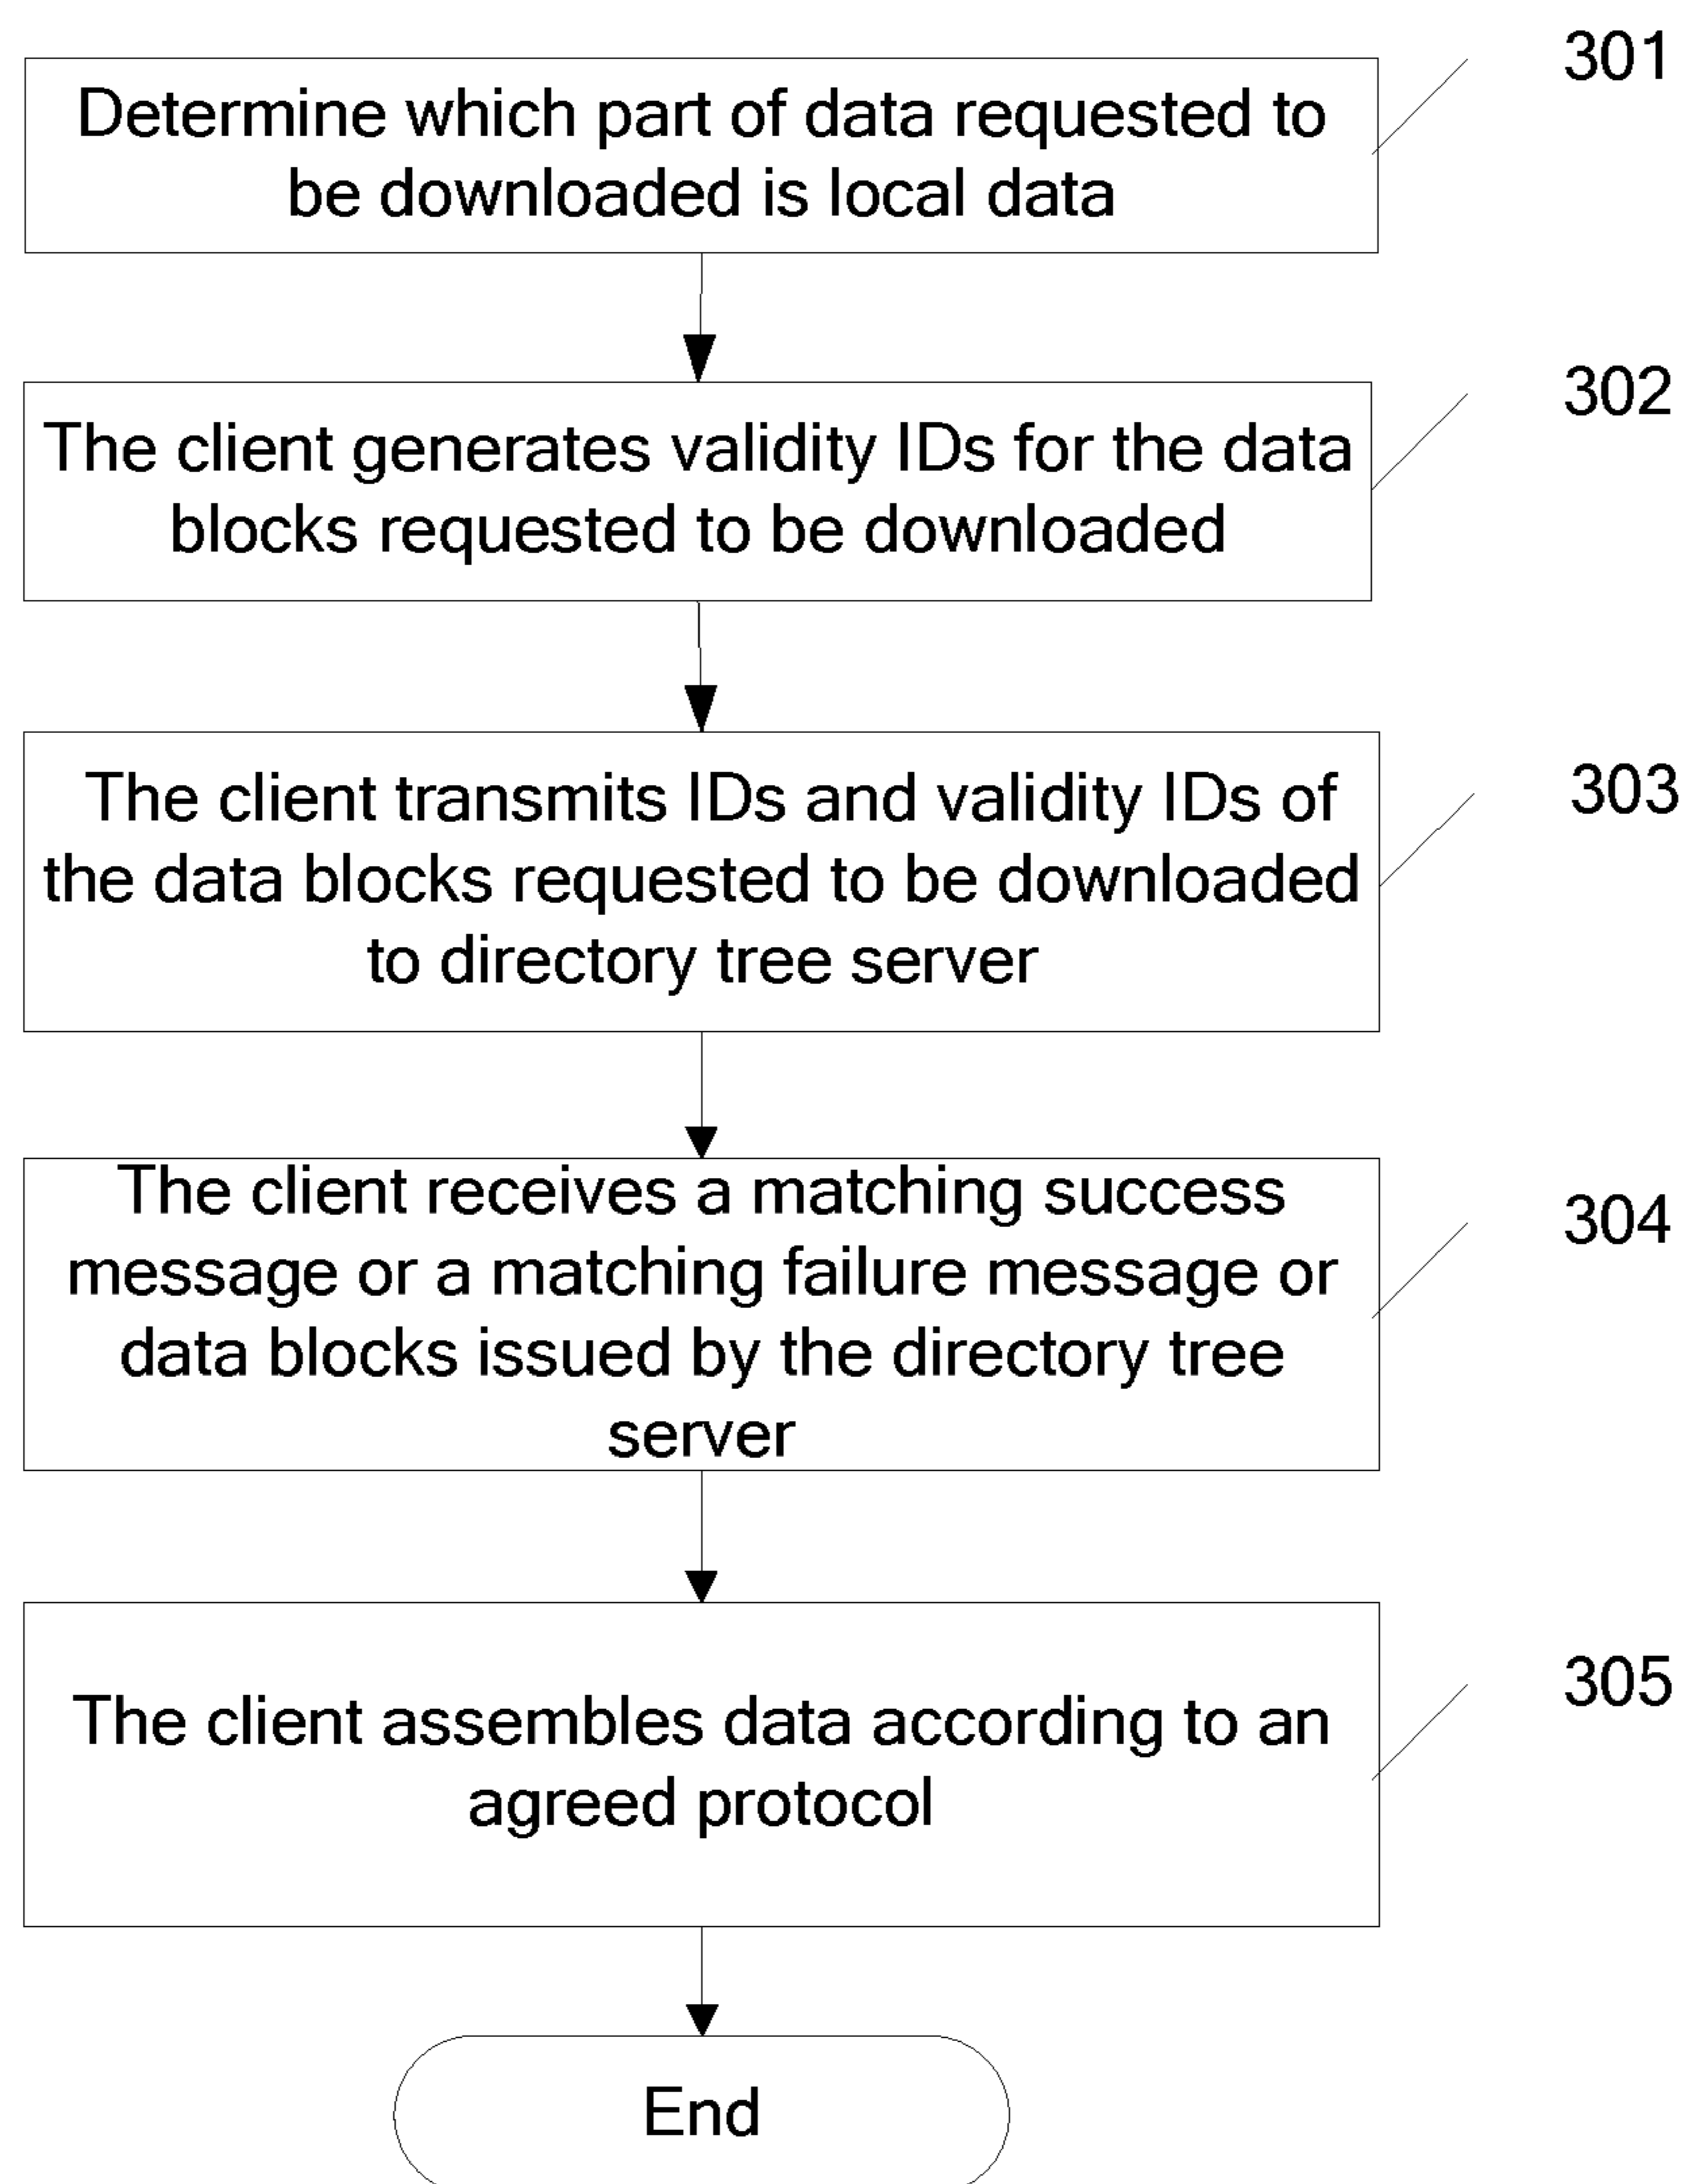 301
Determine which part of data requested to
be downloaded is local data
302
The client generates validity IDs for the data
blocks requested to be downloaded
303
The client transmits IDs and validity IDs of
the data blocks requested to be downloaded
to directory tree server
304
The client receives a matching success
message or a matching failure message or
data blocks issued by the directory tree
server
305
The client assembles data according to an
agreed protocol
End